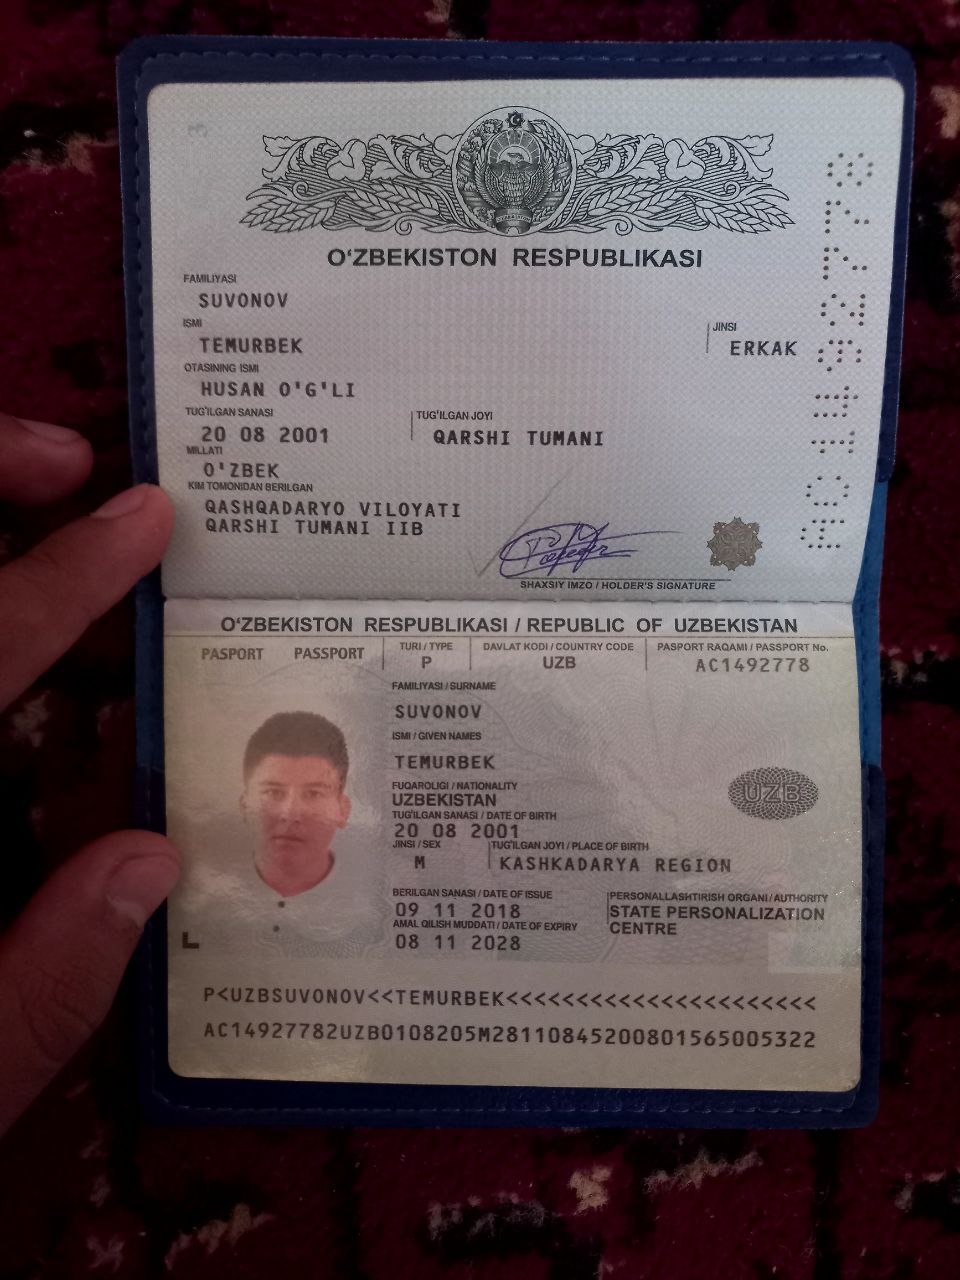 O‘ZBEKISTON RESPUBLIKASI
FAMILIYASI
SUVONOV
ISMI
TEMURBEK
JINSI
ERKAK
OTASINING ISMI
HUSAN O'G'LI
TUG‘ILGAN SANASI
20 08 2001
TUG‘ILGAN JOYI
QARSHI TUMANI
MILLATI
O'ZBEK
KIM TOMONIDAN BERILGAN
QASHQADARYO VILOYATI
QARSHI TUMANI IIB
SHAXSIY IMZO / HOLDER'S SIGNATURE
AC1492778
O‘ZBEKISTON RESPUBLIKASI / REPUBLIC OF UZBEKISTAN
PASPORT PASSPORT
TURI / TYPE
P
DAVLAT KODI / COUNTRY CODE
UZB
PASPORT RAQAMI / PASSPORT No.
AC1492778
FAMILIYASI / SURNAME
SUVONOV
ISMI / GIVEN NAMES
TEMURBEK
FUQAROLIGI / NATIONALITY
UZBEKISTAN
TUG‘ILGAN SANASI / DATE OF BIRTH
20 08 2001
JINSI / SEX
M
TUG‘ILGAN JOYI / PLACE OF BIRTH
KASHKADARYA REGION
UZB
BERILGAN SANASI / DATE OF ISSUE
09 11 2018
AMAL QILISH MUDDATI / DATE OF EXPIRY
08 11 2028
PERSONALLASHTIRISH ORGANI / AUTHORITY
STATE PERSONALIZATION
CENTRE
P<UZBSUVONOV<<TEMURBEK<<<<<<<<<<<<<<<<<<<<<<
AC14927782UZB0108205M28110845200801565005322